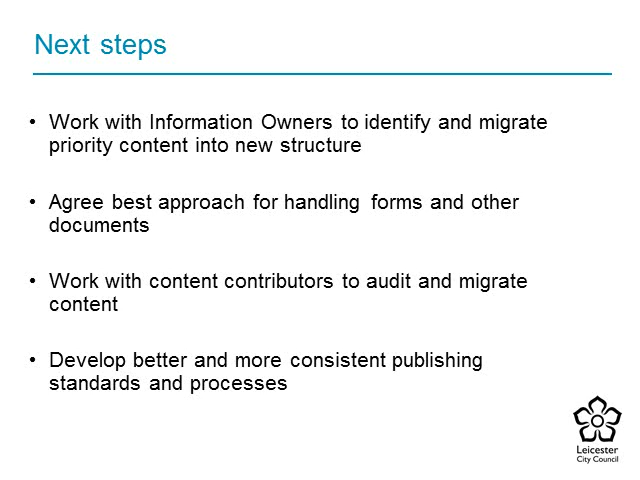 Next steps
• Work with Information Owners to identify and migrate
priority content into new structure
• Agree best approach for handling forms and other
documents
• Work with content contributors to audit and migrate
content
• Develop better and more consistent publishing
standards and processes
Leicester
City Council